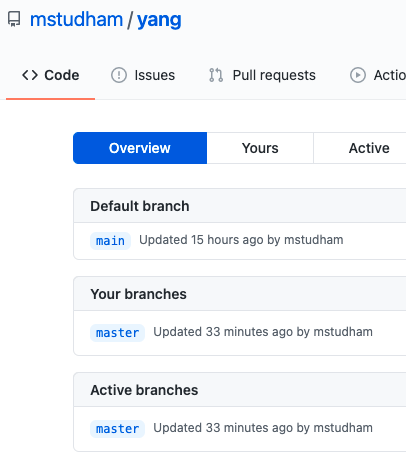 mstudham / yang
Code Issues Pull requests Actio
Overview Yours Active
Default branch
main Updated 15 hours ago by mstudham
Your branches
master Updated 33 minutes ago by mstudham
Active branches
master Updated 33 minutes ago by mstudham